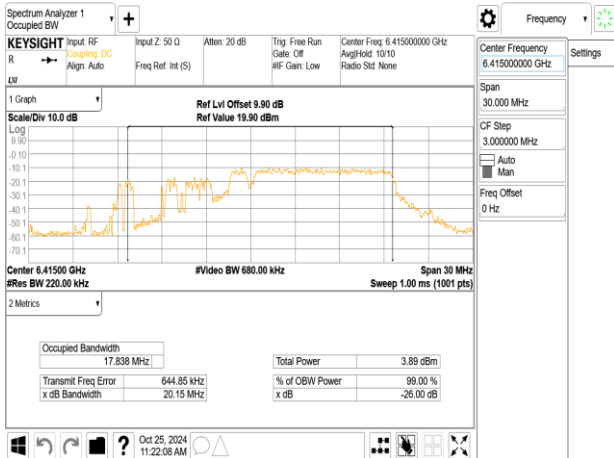 Spectrum Analyzer 1
Occupied BW
Frequency
KEYSIGHT
R
LXI
Input: RF
Coupling: DC
Align: Auto
Input Z: 50 Ω
Freq Ref: Int (S)
Atten: 20 dB
Trig: Free Run
Gate: Off
#IF Gain: Low
Center Freq: 6.415000000 GHz
Avg|Hold: 10/10
Radio Std: None
Center Frequency
6.415000000 GHz
Settings
Span
30.000 MHz
CF Step
3.000000 MHz
Auto
Man
Freq Offset
0 Hz
1 Graph
Scale/Div 10.0 dB
Ref Lvl Offset 9.90 dB
Ref Value 19.90 dBm
Log
9.90
-0.10
-10.1
-20.1
-30.1
-40.1
-50.1
-60.1
-70.1
Center 6.41500 GHz
#Video BW 680.00 kHz
Span 30 MHz
#Res BW 220.00 kHz
Sweep 1.00 ms (1001 pts)
2 Metrics
Occupied Bandwidth
17.838 MHz
Total Power
3.89 dBm
Transmit Freq Error
644.85 kHz
% of OBW Power
99.00 %
x dB Bandwidth
20.15 MHz
x dB
-26.00 dB
?
Oct 25, 2024
11:22:08 AM